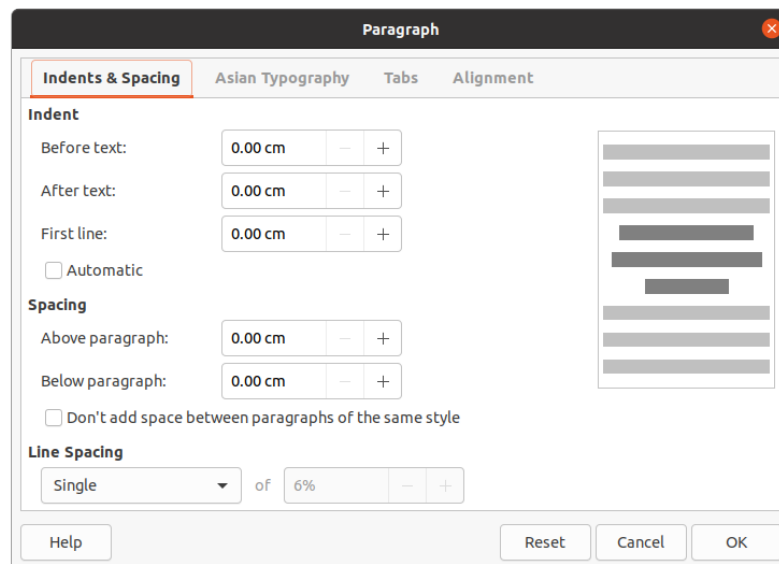 Paragraph
Indents & Spacing Asian Typography Tabs Alignment
Indent
Before text: 0.00 cm
After text: 0.00 cm
First line: 0.00 cm
Automatic
Spacing
Above paragraph: 0.00 cm
Below paragraph: 0.00 cm
Don't add space between paragraphs of the same style
Line Spacing
Single of 6%
Help Reset Cancel OK